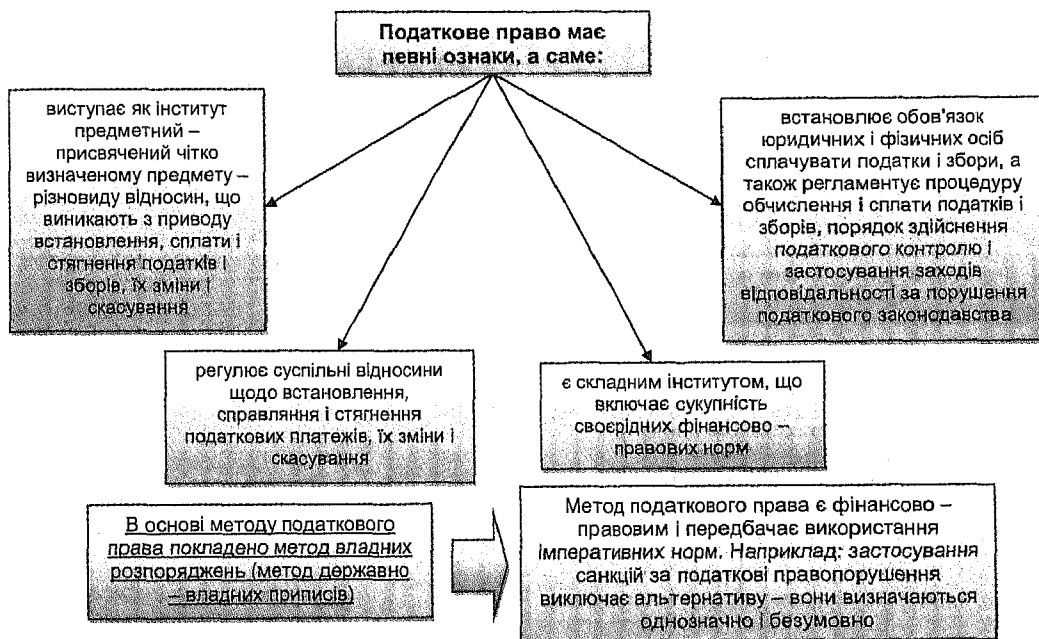 Податкове право має
певні ознаки, а саме:
виступає як інститут
предметний –
присвячений чітко
визначеному предмету –
різновиду відносин, що
виникають з приводу
встановлення, сплати і
стягнення податків і
зборів, їх зміни і
скасування
регулює суспільні відносини
щодо встановлення,
справляння і стягнення
податкових платежів, їх зміни і
скасування
є складним інститутом, що
включає сукупність
своєрідних фінансово –
правових норм
встановлює обов'язок
юридичних і фізичних осіб
сплачувати податки і збори, а
також регламентує процедуру
обчислення і сплати податків і
зборів, порядок здійснення
податкового контролю і
застосування заходів
відповідальності за порушення
податкового законодавства
В основі методу податкового
права покладено метод владних
розпоряджень (метод державно
– владних приписів)
Метод податкового права є фінансово –
правовим і передбачає використання
імперативних норм. Наприклад: застосування
санкцій за податкові правопорушення
виключає альтернативу – вони визначаються
однозначно і безумовно